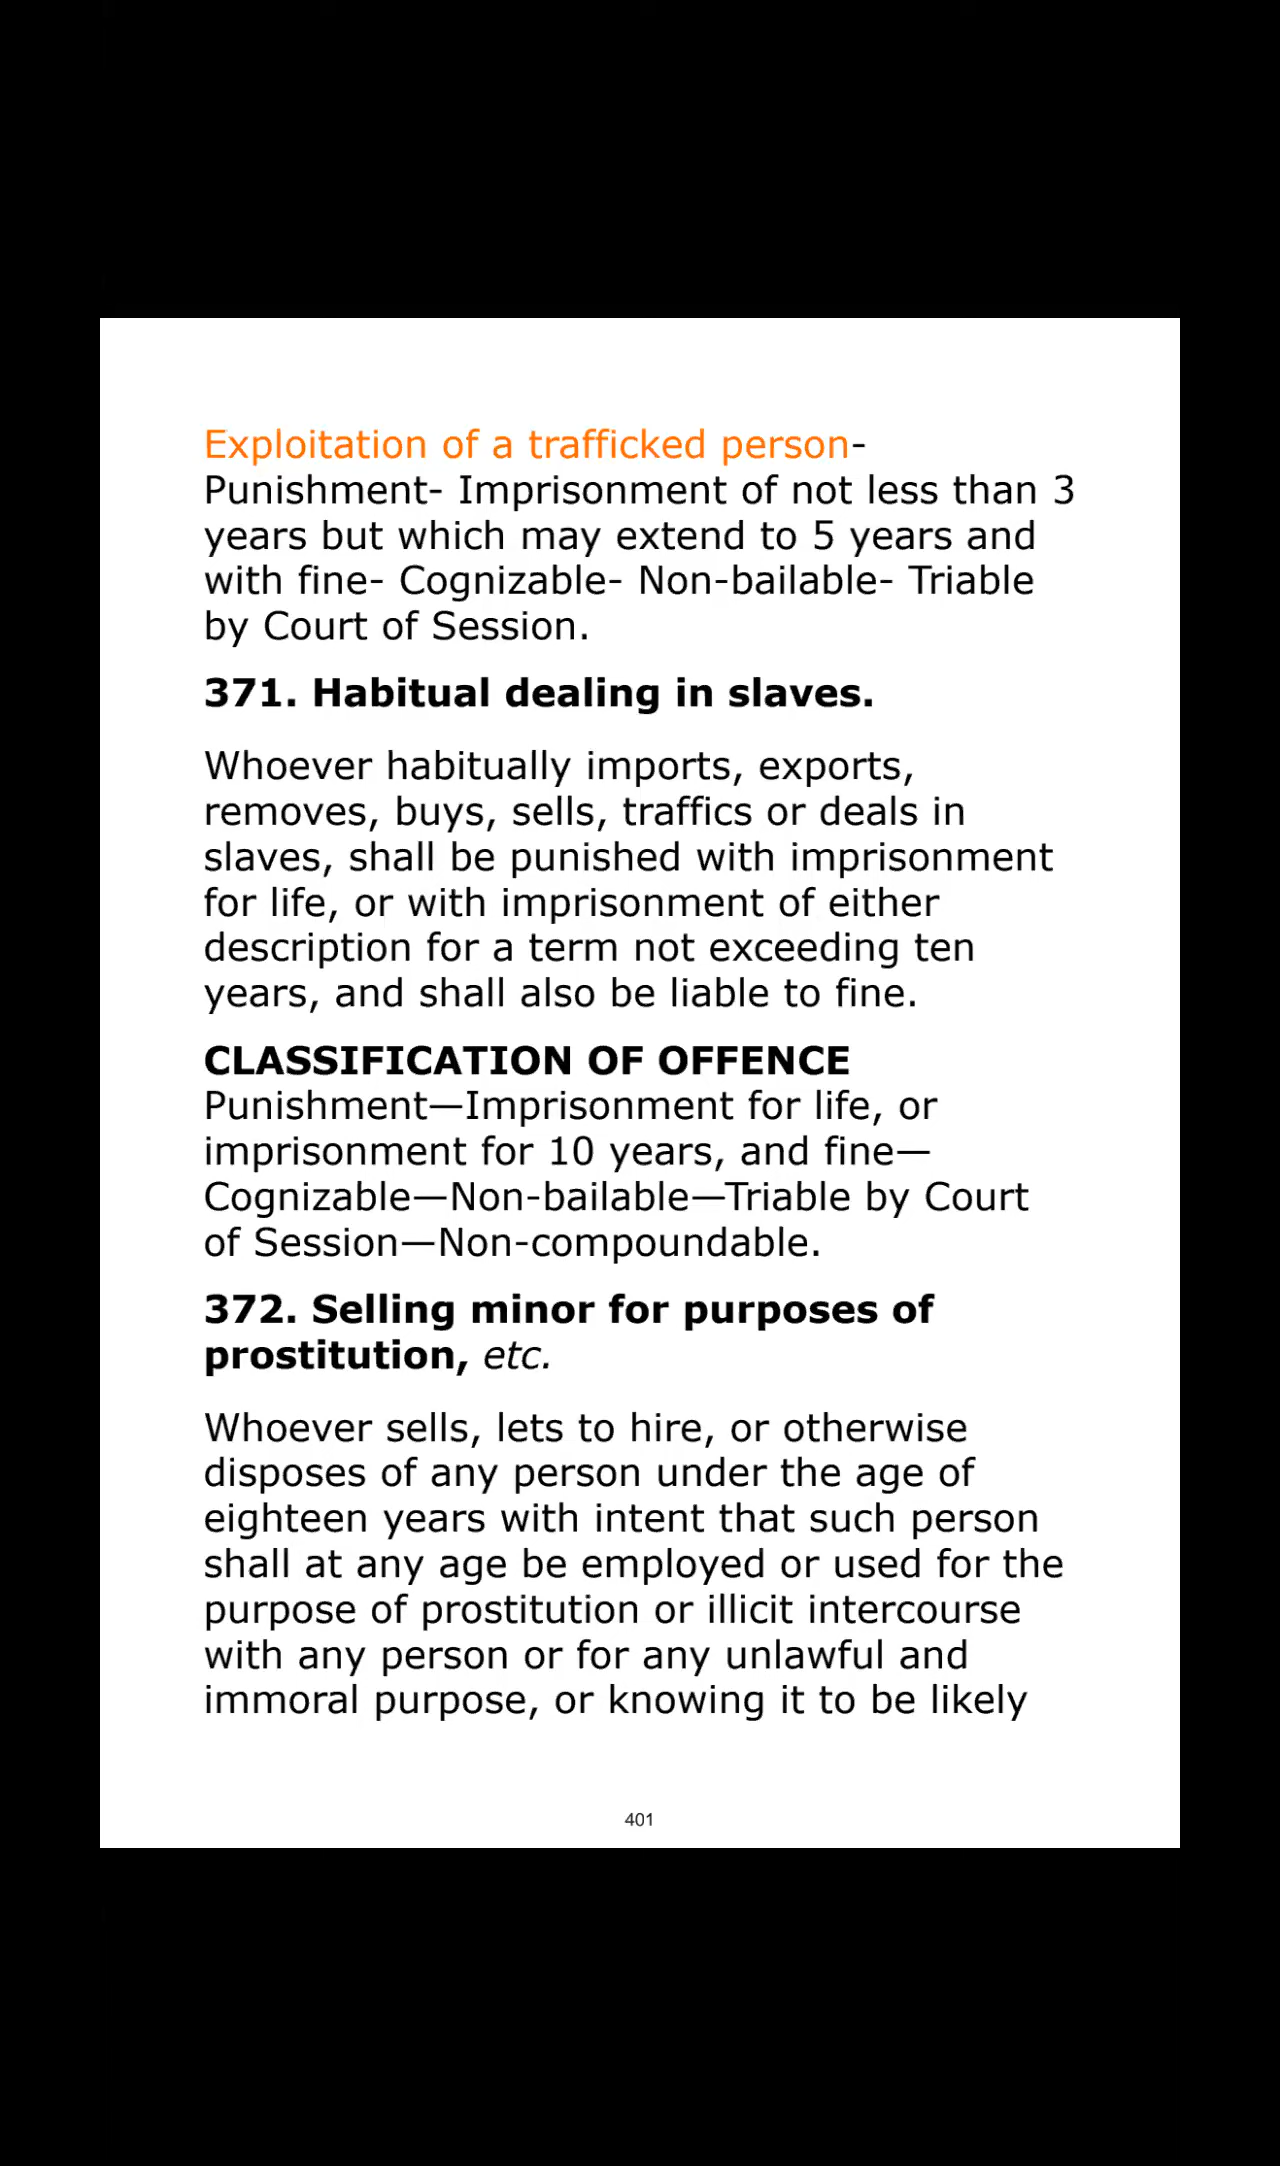 Exploitation of a trafficked person-
Punishment- Imprisonment of not less than 3
years but which may extend to 5 years and
with fine- Cognizable- Non-bailable- Triable
by Court of Session.
371. Habitual dealing in slaves.
Whoever habitually imports, exports,
removes, buys, sells, traffics or deals in
slaves, shall be punished with imprisonment
for life, or with imprisonment of either
description for a term not exceeding ten
years, and shall also be liable to fine.
CLASSIFICATION OF OFFENCE
Punishment—Imprisonment for life, or
imprisonment for 10 years, and fine—
Cognizable—Non-bailable—Triable by Court
of Session—Non-compoundable.
372. Selling minor for purposes of
prostitution, etc.
Whoever sells, lets to hire, or otherwise
disposes of any person under the age of
eighteen years with intent that such person
shall at any age be employed or used for the
purpose of prostitution or illicit intercourse
with any person or for any unlawful and
immoral purpose, or knowing it to be likely
401